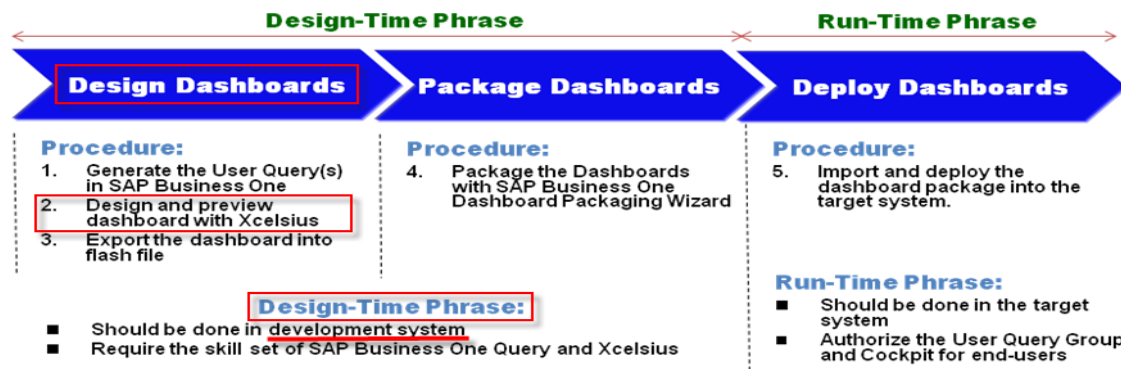 Design-Time Phrase
Run-Time Phrase
Design Dashboards
Package Dashboards
Deploy Dashboards
Procedure:
1. Generate the User Query(s)
in SAP Business One
2. Design and preview
dashboard with Xcelsius
3. Export the dashboard into
flash file
Procedure:
4. Package the Dashboards
with SAP Business One
Dashboard Packaging Wizard
Procedure:
5. Import and deploy the
dashboard package into the
target system.
Design-Time Phrase:
■ Should be done in development system
■ Require the skill set of SAP Business One Query and Xcelsius
Run-Time Phrase:
■ Should be done in the target
system
■ Authorize the User Query Group
and Cockpit for end-users